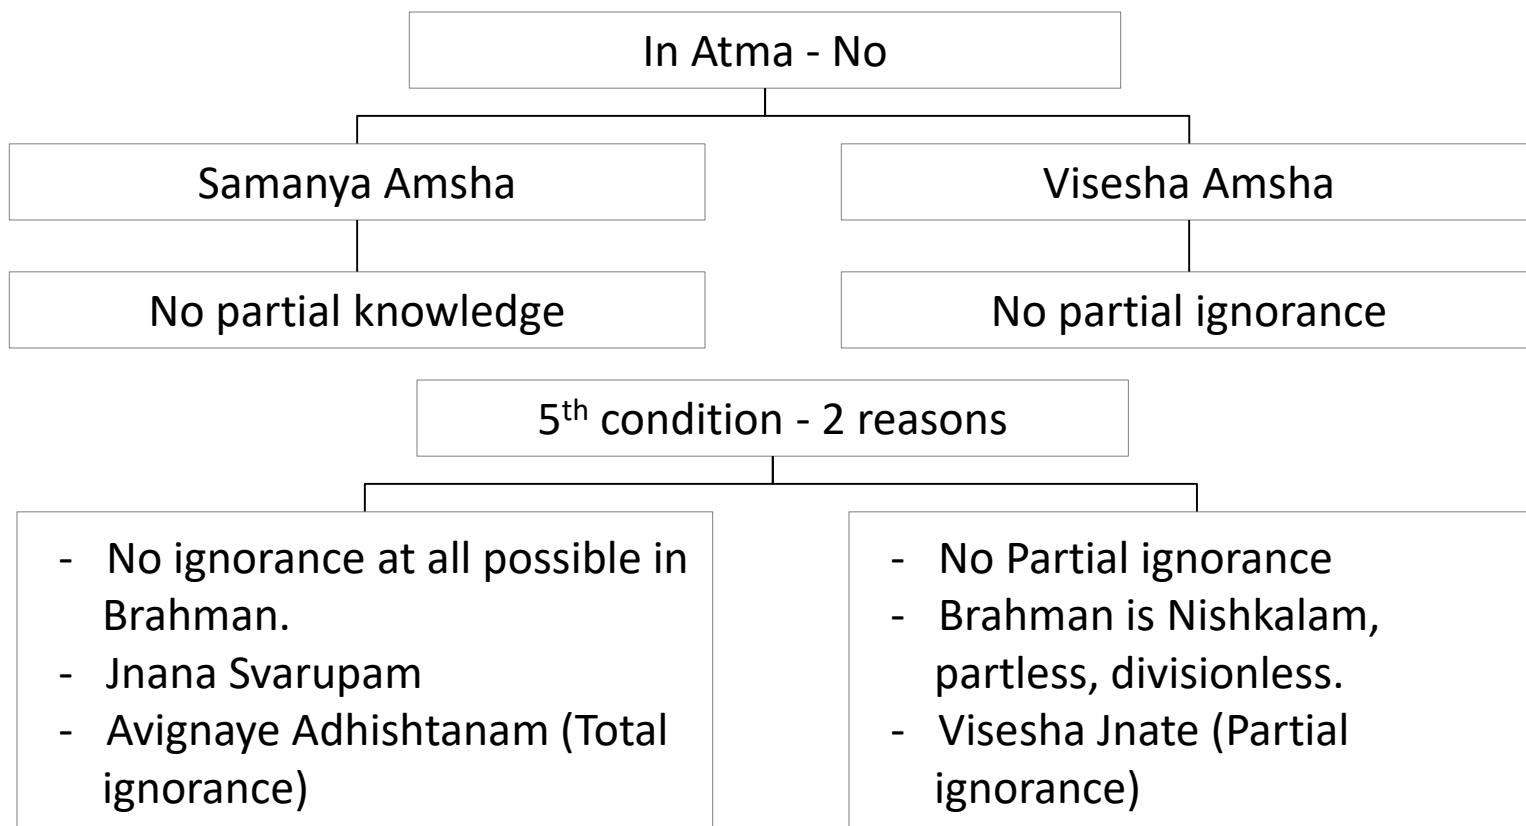 In Atma - No
Samanya Amsha
Visesha Amsha
No partial knowledge
No partial ignorance
5th condition - 2 reasons
- No ignorance at all possible in
Brahman.
- Jnana Svarupam
- Avignaye Adhishtanam (Total
ignorance)
- No Partial ignorance
- Brahman is Nishkalam,
partless, divisionless.
- Visesha Jnate (Partial
ignorance)